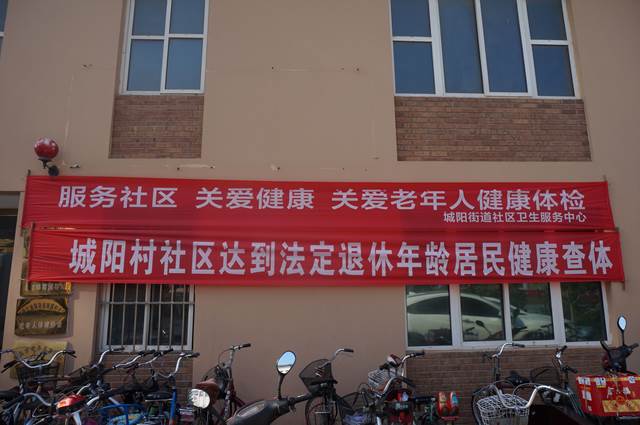 服务社区 关爱健康 关爱老年人健康体检
城阳街道社区卫生服务中心
城阳村社区达到法定退休年龄居民健康查体